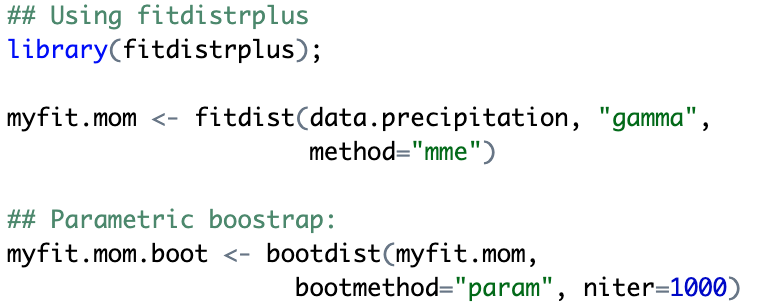 ## Using fitdistrplus
library(fitdistrplus);
myfit.mom <- fitdist(data.precipitation, "gamma",
method="mme")
## Parametric boostrap:
myfit.mom.boot <- bootdist(myfit.mom,
bootmethod="param", niter=1000)